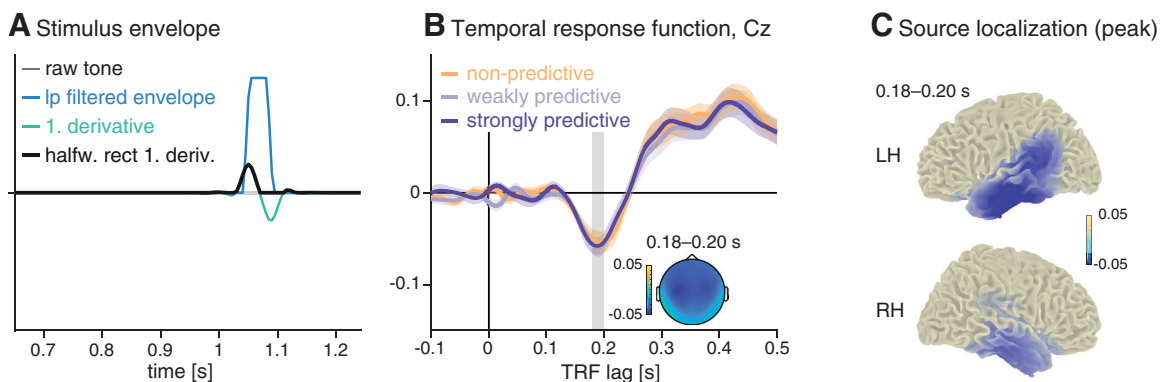 A Stimulus envelope
raw tone
lp filtered envelope
1. derivative
halfw. rect 1. deriv.
0.7 0.8 0.9 1 1.1 1.2
time [s]
B Temporal response function, Cz
non-predictive
weakly predictive
strongly predictive
0.1
0
-0.1
0.18–0.20 s
0.05
-0.05
-0.1 0 0.1 0.2 0.3 0.4 0.5
TRF lag [s]
C Source localization (peak)
0.18–0.20 s
LH
0.05
-0.05
RH